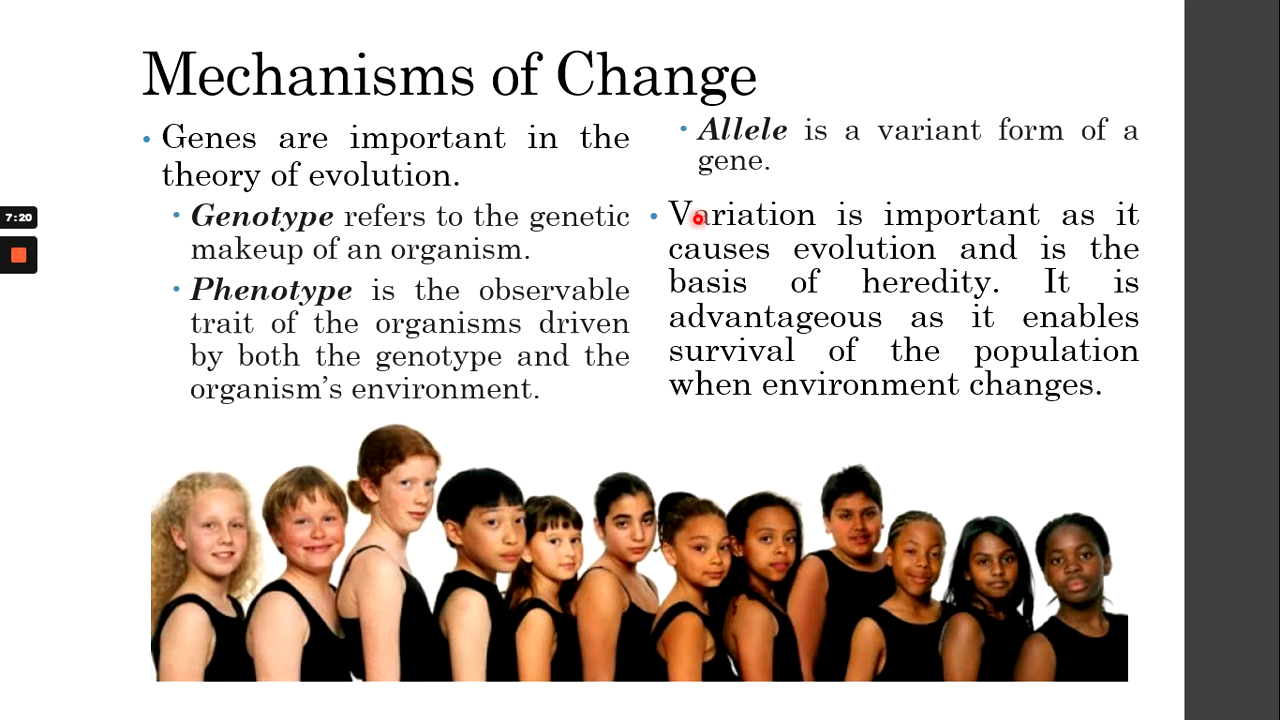 Mechanisms of Change
• Genes are important in the
theory of evolution.
• Genotype refers to the genetic
makeup of an organism.
• Phenotype is the observable
trait of the organisms driven
by both the genotype and the
organism’s environment.
• Allele is a variant form of a
gene.
• Variation is important as it
causes evolution and is the
basis of heredity. It is
advantageous as it enables
survival of the population
when environment changes.
7:20